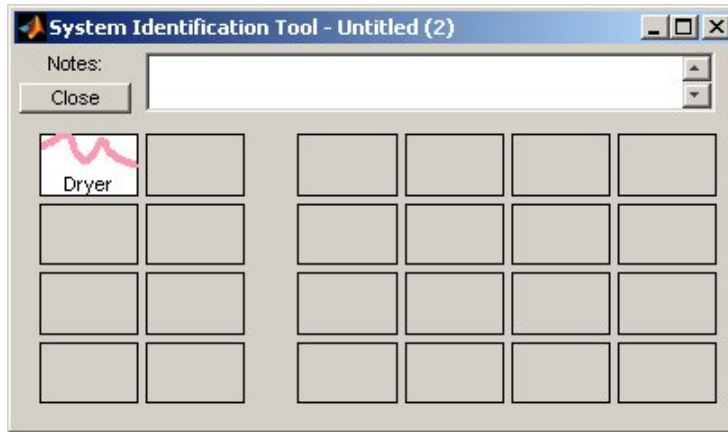 System Identification Tool - Untitled (2)
Notes:
Close
Dryer